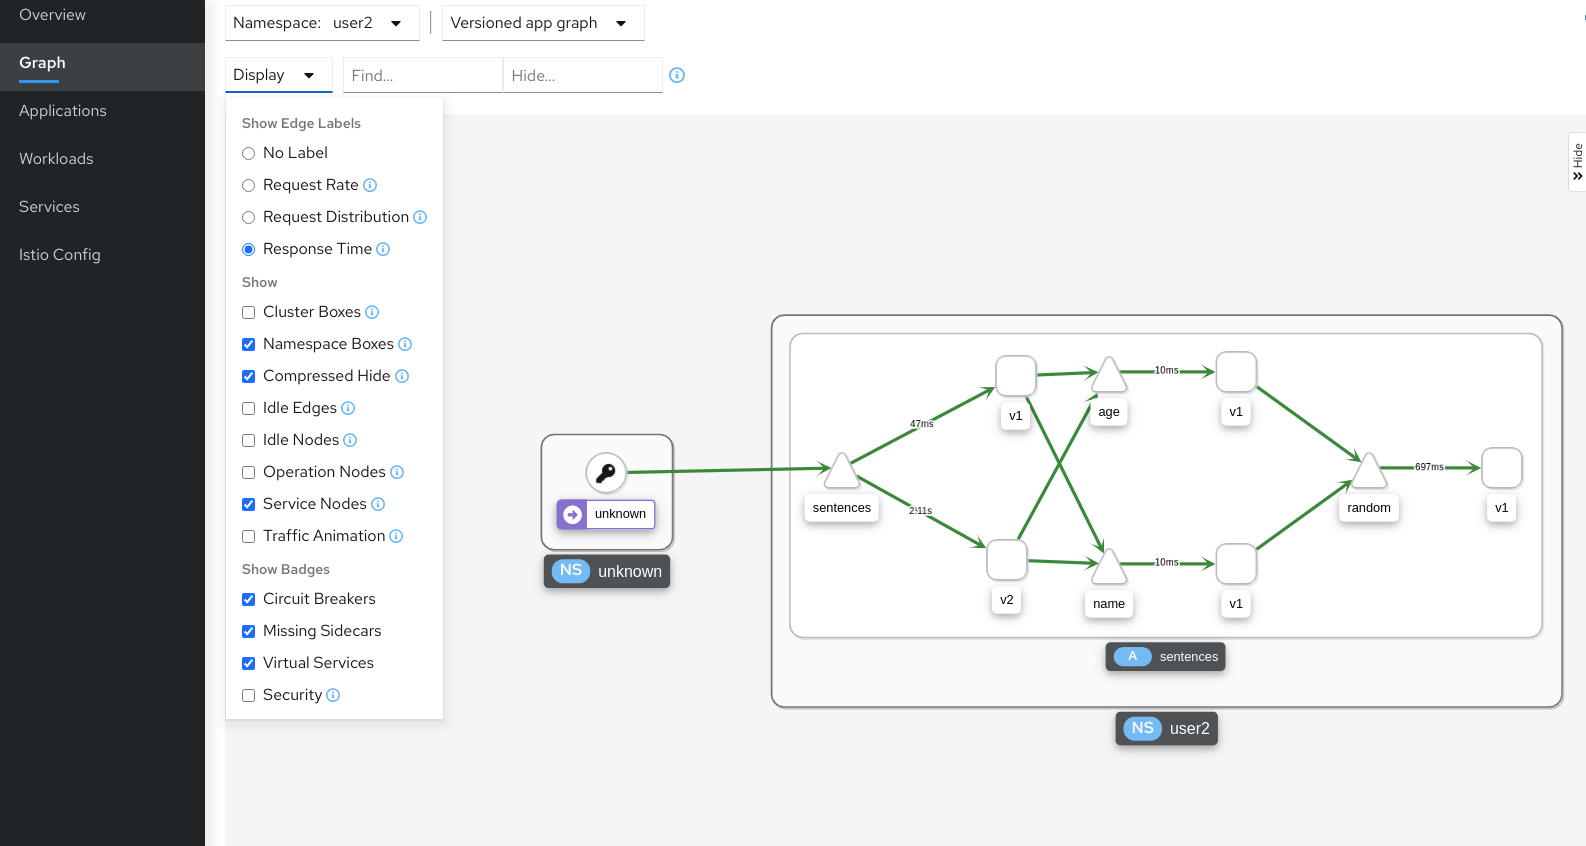 Overview
Graph
Applications
Workloads
Services
Istio Config
Namespace: user2
Versioned app graph
Display
Find...
Hide...
Show Edge Labels
No Label
Request Rate
Request Distribution
Response Time
Show
Cluster Boxes
Namespace Boxes
Compressed Hide
Idle Edges
Idle Nodes
Operation Nodes
Service Nodes
Traffic Animation
Show Badges
Circuit Breakers
Missing Sidecars
Virtual Services
Security
Hide
unknown
NS unknown
sentences
47ms
2.11s
v1
v2
age
name
10ms
10ms
v1
v1
random
697ms
v1
A sentences
NS user2